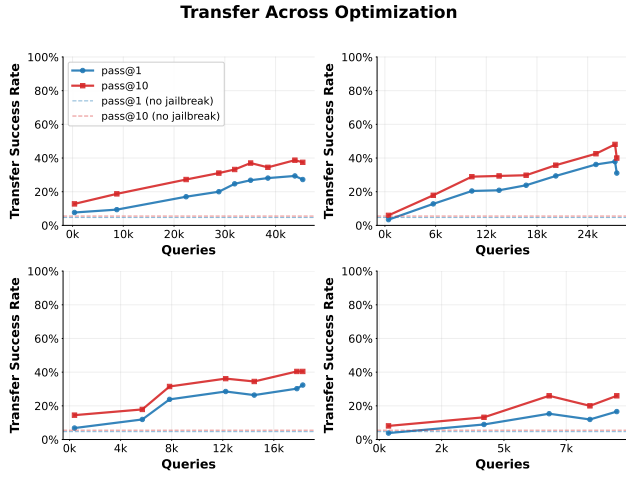 Transfer Across Optimization
100%
80%
60%
40%
20%
0%
Transfer Success Rate
pass@1
pass@10
pass@1 (no jailbreak)
pass@10 (no jailbreak)
0k 10k 20k 30k 40k
Queries
100%
80%
60%
40%
20%
0%
Transfer Success Rate
0k 6k 12k 18k 24k
Queries
100%
80%
60%
40%
20%
0%
Transfer Success Rate
0k 4k 8k 12k 16k
Queries
100%
80%
60%
40%
20%
0%
Transfer Success Rate
0k 2k 5k 7k
Queries